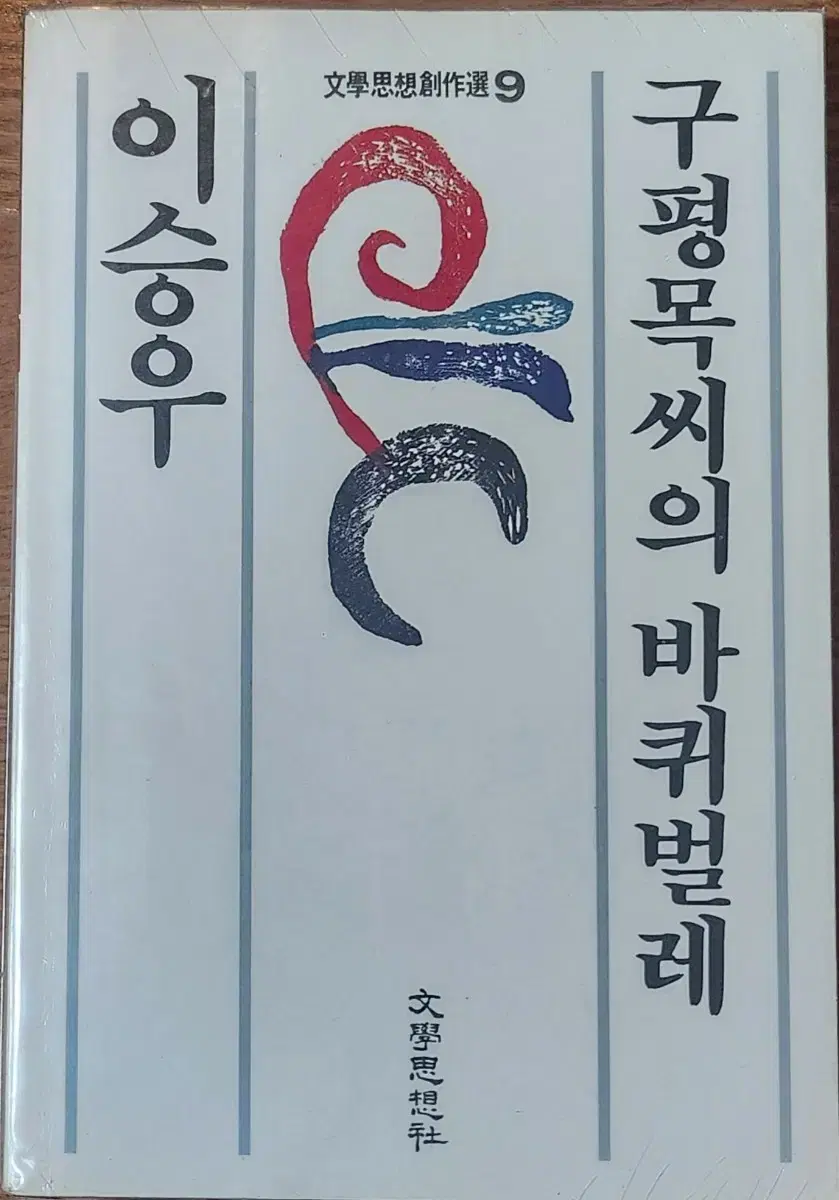 文學思想創作選9
구평목씨의 바퀴벌레
이승우
文學思想社